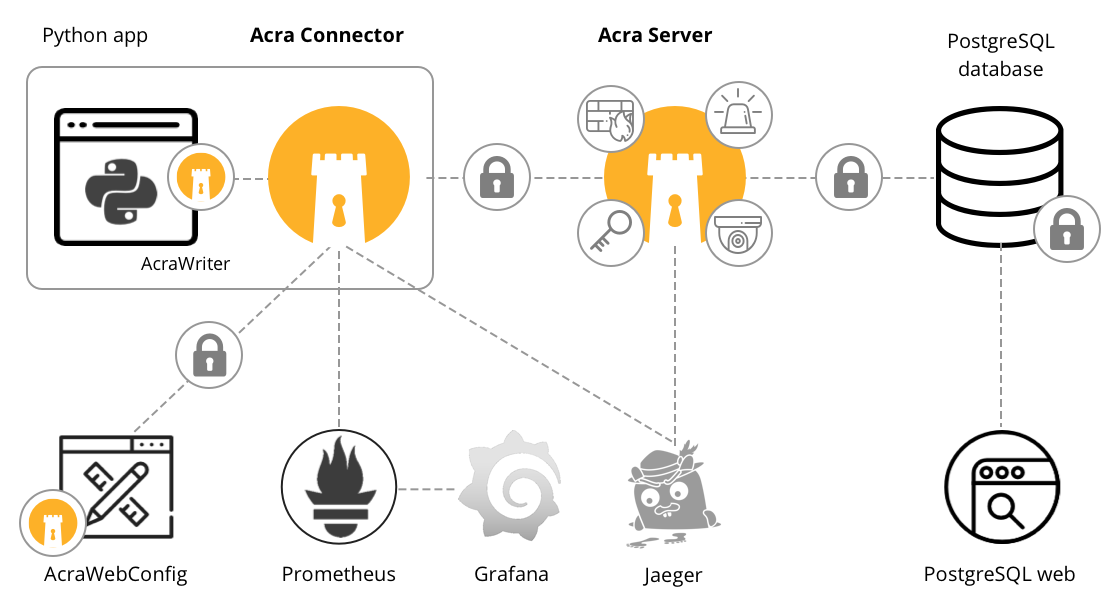 Python app
Acra Connector
Acra Server
PostgreSQL
database
AcraWriter
AcraWebConfig
Prometheus
Grafana
Jaeger
PostgreSQL web